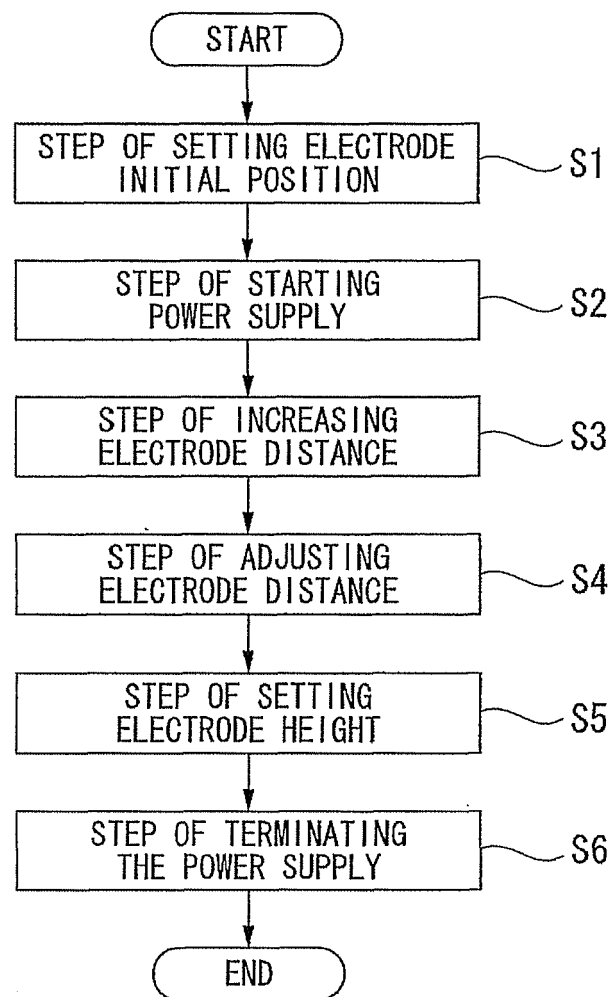 START
STEP OF SETTING ELECTRODE
INITIAL POSITION
S1
STEP OF STARTING
POWER SUPPLY
S2
STEP OF INCREASING
ELECTRODE DISTANCE
S3
STEP OF ADJUSTING
ELECTRODE DISTANCE
S4
STEP OF SETTING
ELECTRODE HEIGHT
S5
STEP OF TERMINATING
THE POWER SUPPLY
S6
END